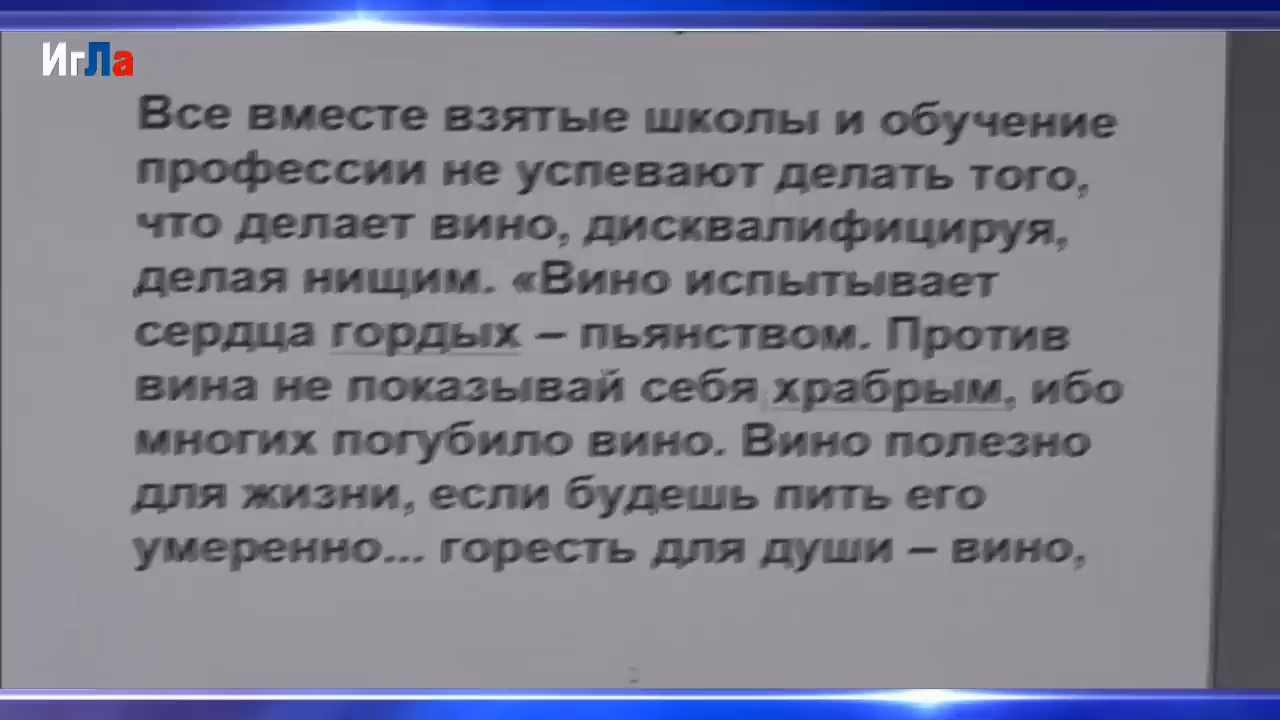 ИгЛа
Все вместе взятые школы и обучение
профессии не успевают делать того,
что делает вино, дисквалифицируя,
делая нищим. «Вино испытывает
сердца гордых – пьянством. Против
вина не показывай себя храбрым, ибо
многих погубило вино. Вино полезно
для жизни, если будешь пить его
умеренно... горесть для души – вино,